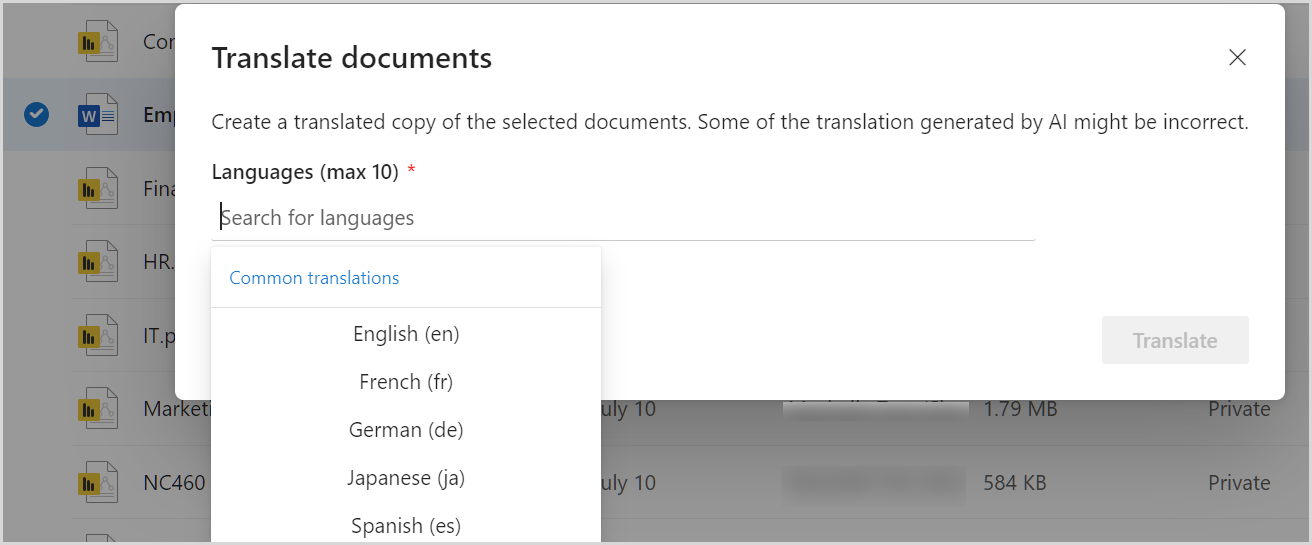 Con
Translate documents
Emp
W
Create a translated copy of the selected documents. Some of the translation generated by AI might be incorrect.
Fina
Languages (max 10) *
Search for languages
HR.
Common translations
IT.p
English (en)
Translate
French (fr)
Marketi
uly 10
1.79 MB
Private
German (de)
Japanese (ja)
NC460
uly 10
584 KB
Private
Spanish (es)